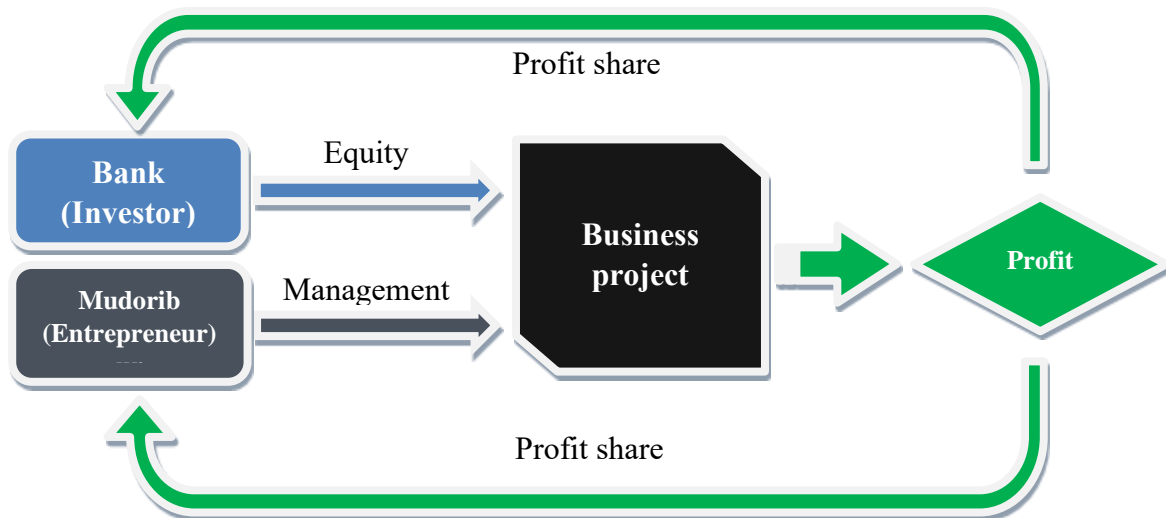 Profit share
Bank
(Investor)
Equity
Mudorib
(Entrepreneur)
Management
Business
project
Profit
Profit share